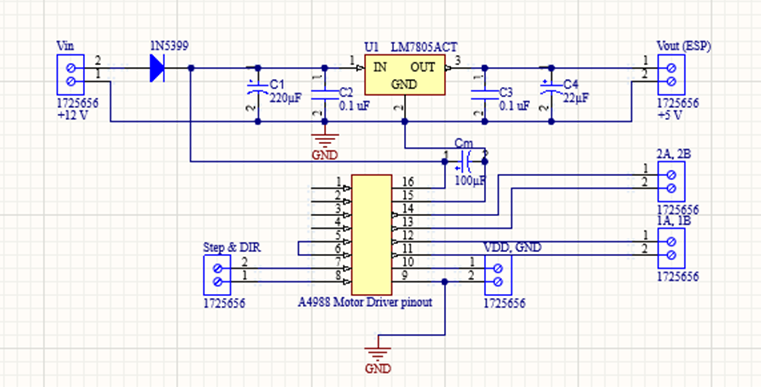 Vin
1N5399
U1 LM7805ACT
Vout (ESP)
2
1
1
IN OUT
3
GND
2
1
2
1
2
1
2
1
2
1
2
C1
220µF
C2
0.1 uF
C3
0.1 uF
C4
22µF
1725656
+12 V
1725656
+5 V
GND
Cm
1
2
100µF
2A, 2B
1
2
1725656
1A, 1B
1
2
1725656
1
2
3
4
5
6
7
8
16
15
14
13
12
11
10
9
Step & DIR
2
1
1725656
VDD, GND
1
2
1725656
A4988 Motor Driver pinout
GND